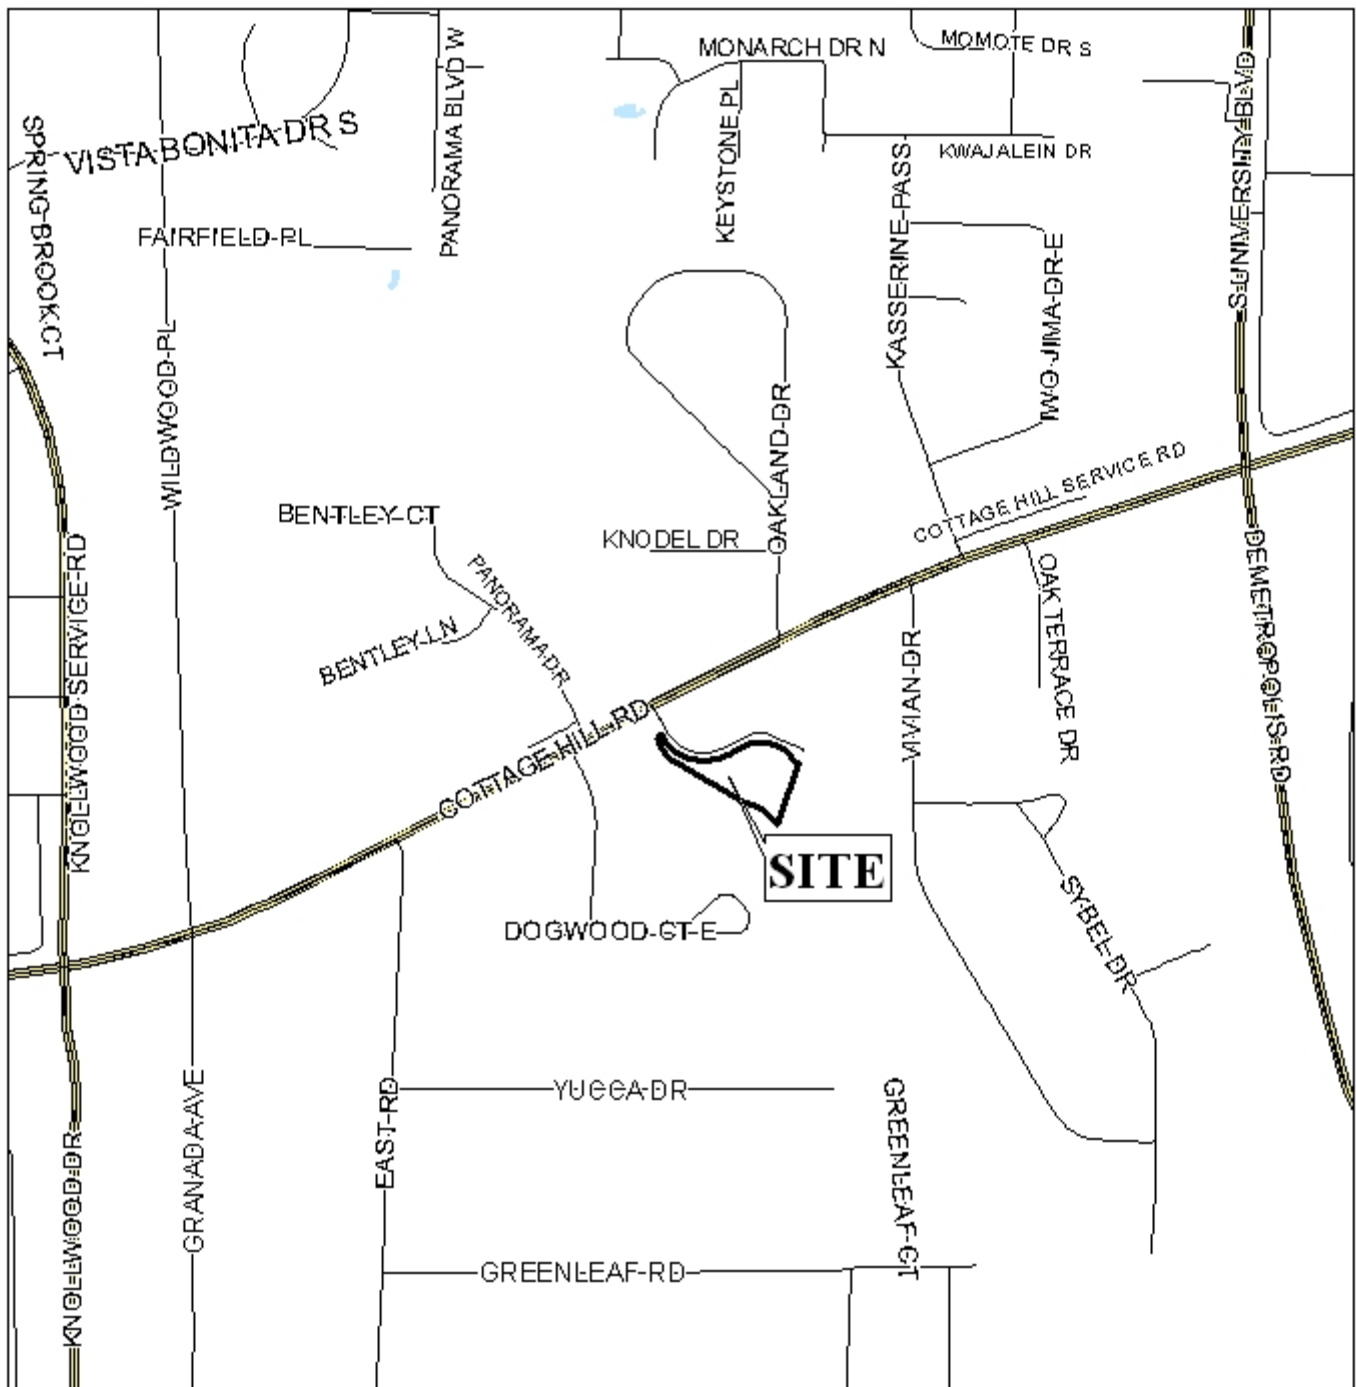 MONARCH DR N
MOMOTE DR S
PANORAMA BLVD W
KEYSTONE PL
S UNIVERSITY BLVD
SPRING BROOK CT
VISTA BONITA DR S
KWAJALEIN DR
KASSERINE PASS
FAIRFIELD PL
IWO JIMA DR E
WILDWOOD PL
OAKLAND DR
COTTAGE HILL SERVICE RD
BENTLEY CT
KNODEL DR
KNOLLWOOD SERVICE RD
PANORAMA DR
DEMETROPOLIS RD
OAK TERRACE DR
BENTLEY LN
VIVIAN DR
COTTAGE HILL RD
SITE
SYBEL DR
DOGWOOD CT E
YUCCA DR
GRANADA AVE
EAST RD
GREENLEAF CT
KNOLLWOOD DR
GREENLEAF RD